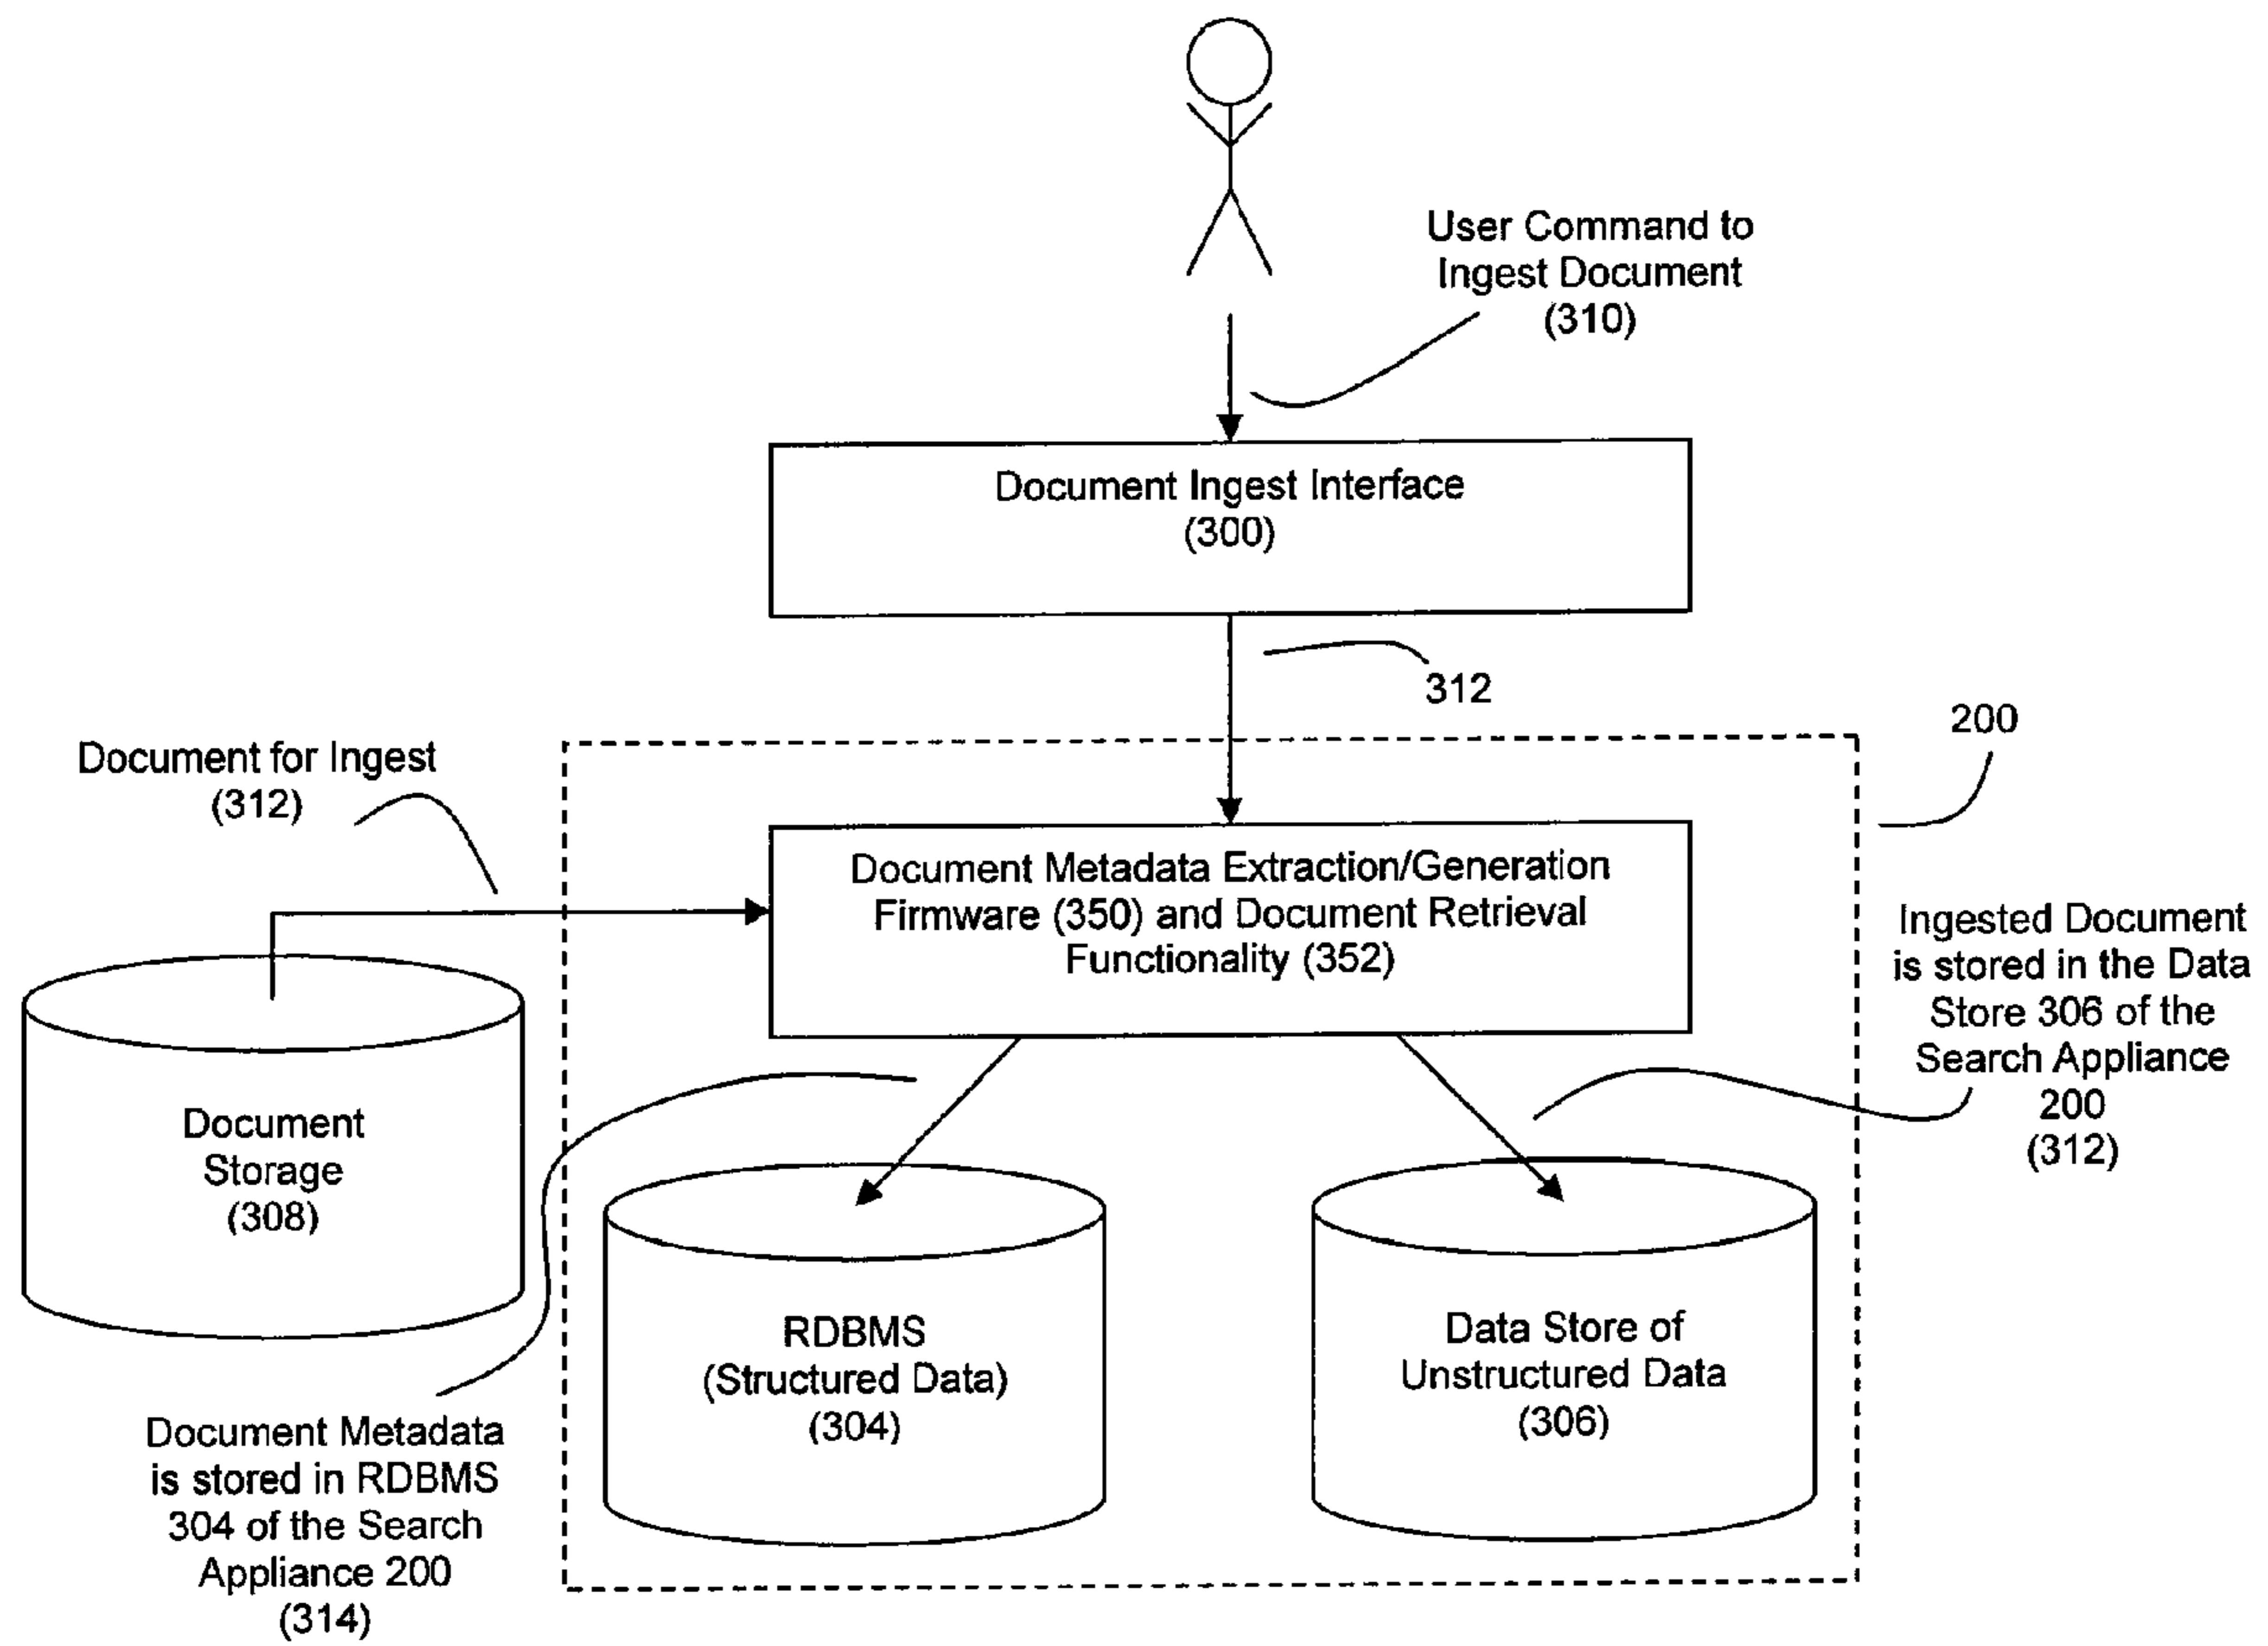 User Command to
Ingest Document
(310)
Document Ingest Interface
(300)
312
200
Document for Ingest
(312)
Document Metadata Extraction/Generation
Firmware (350) and Document Retrieval
Functionality (352)
Ingested Document
is stored in the Data
Store 306 of the
Search Appliance
200
(312)
Document
Storage
(308)
RDBMS
(Structured Data)
(304)
Data Store of
Unstructured Data
(306)
Document Metadata
is stored in RDBMS
304 of the Search
Appliance 200
(314)